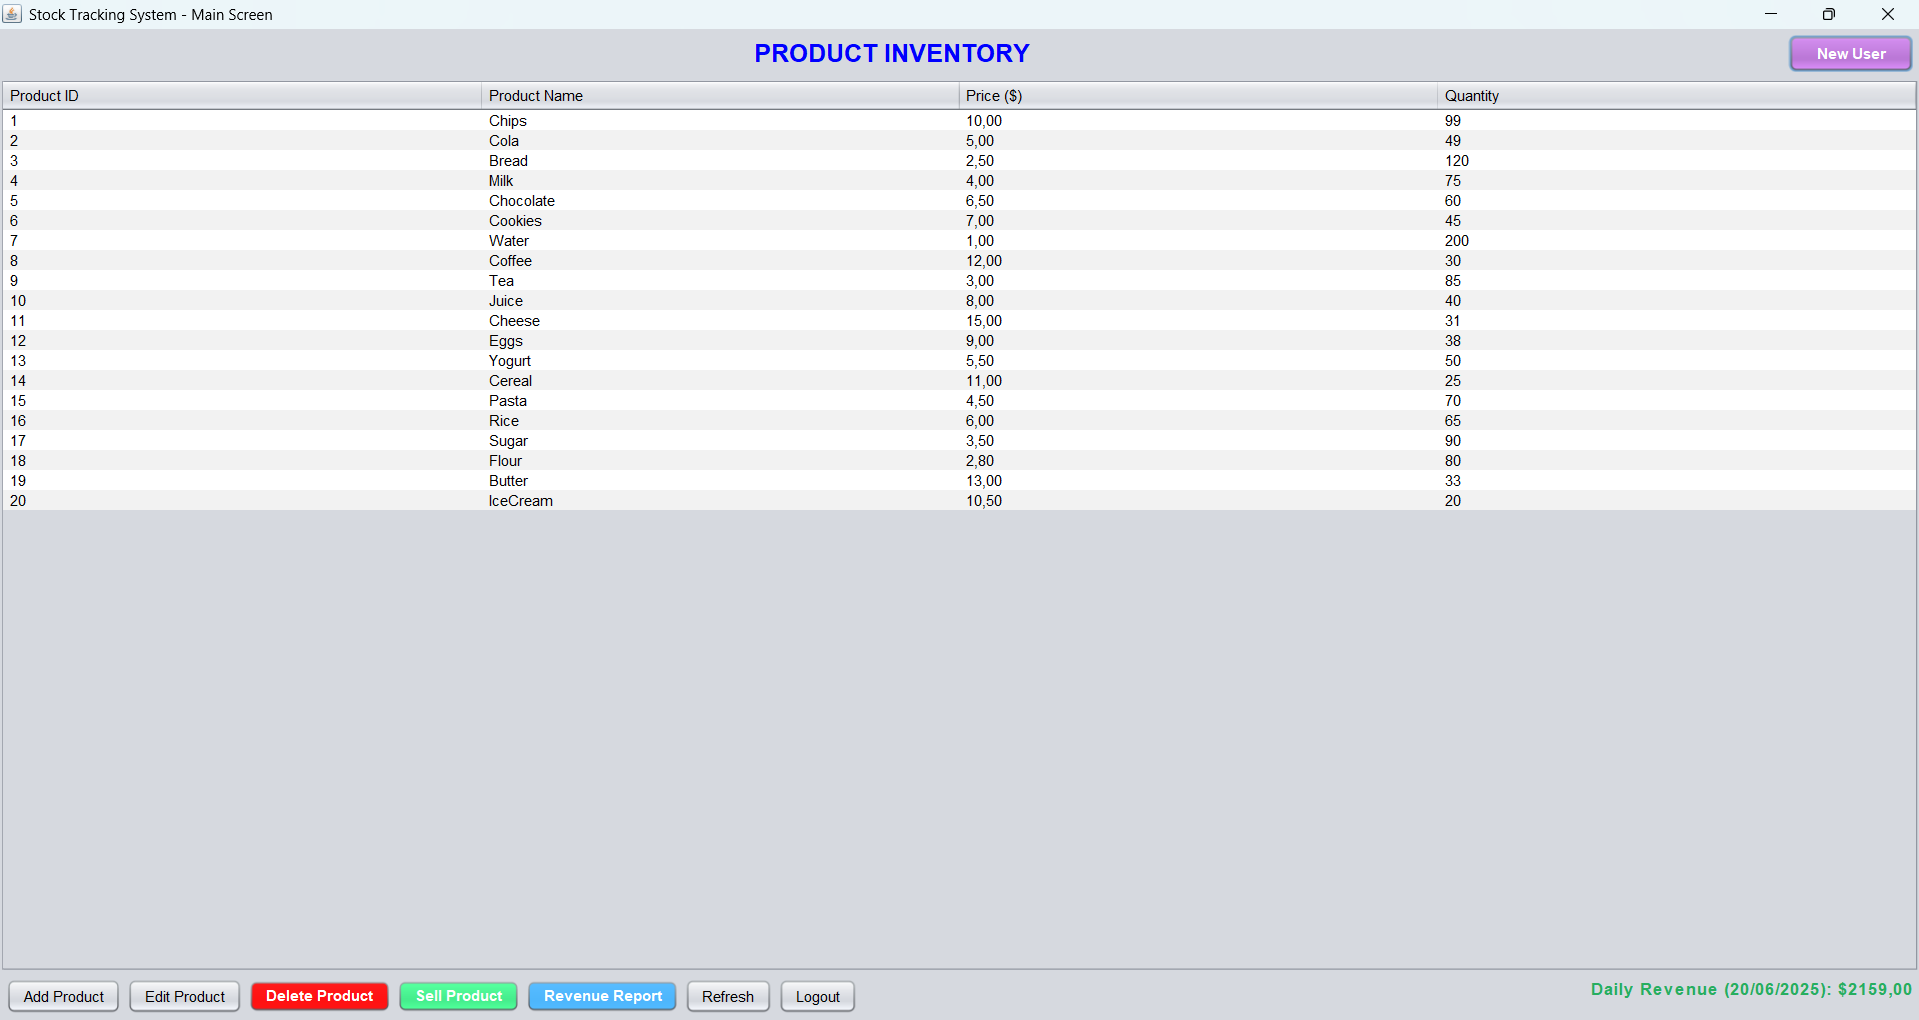 Stock Tracking System - Main Screen
PRODUCT INVENTORY
New User
Product ID Product Name Price ($) Quantity
1 Chips 10,00 99
2 Cola 5,00 49
3 Bread 2,50 120
4 Milk 4,00 75
5 Chocolate 6,50 60
6 Cookies 7,00 45
7 Water 1,00 200
8 Coffee 12,00 30
9 Tea 3,00 85
10 Juice 8,00 40
11 Cheese 15,00 31
12 Eggs 9,00 38
13 Yogurt 5,50 50
14 Cereal 11,00 25
15 Pasta 4,50 70
16 Rice 6,00 65
17 Sugar 3,50 90
18 Flour 2,80 80
19 Butter 13,00 33
20 IceCream 10,50 20
Add Product Edit Product Delete Product Sell Product Revenue Report Refresh Logout
Daily Revenue (20/06/2025): $2159,00